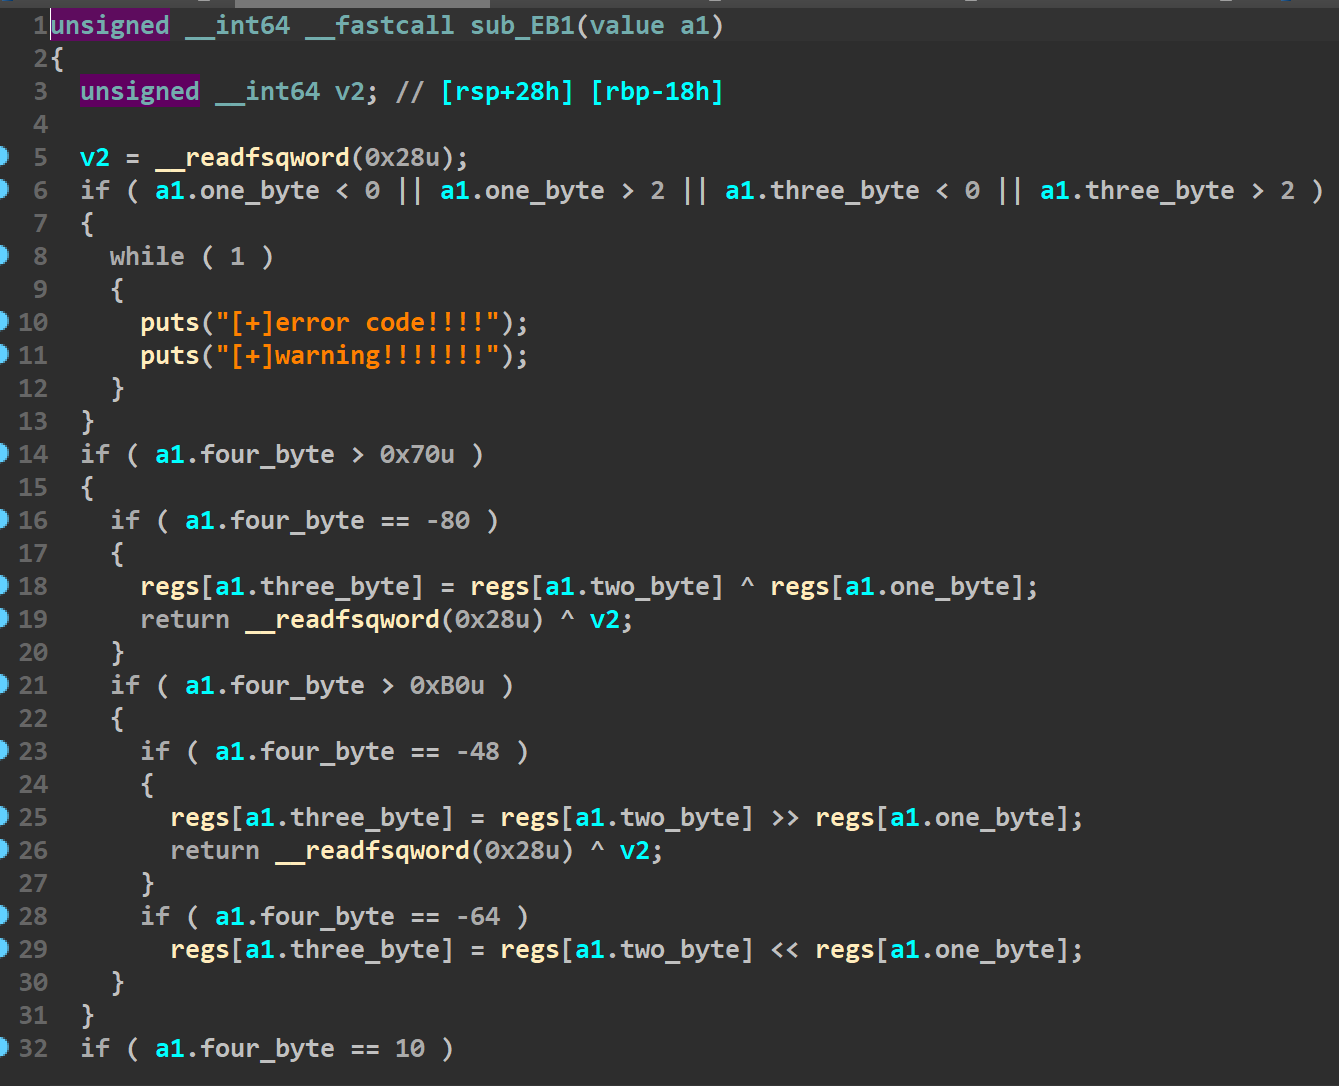 1 unsigned __int64 __fastcall sub_EB1(value a1)
2 {
3   unsigned __int64 v2; // [rsp+28h] [rbp-18h]
4
5   v2 = __readfsqword(0x28u);
6   if ( a1.one_byte < 0 || a1.one_byte > 2 || a1.three_byte < 0 || a1.three_byte > 2 )
7   {
8     while ( 1 )
9     {
10       puts("[+]error code!!!!");
11       puts("[+]warning!!!!!!!");
12     }
13   }
14   if ( a1.four_byte > 0x70u )
15   {
16     if ( a1.four_byte == -80 )
17     {
18       regs[a1.three_byte] = regs[a1.two_byte] ^ regs[a1.one_byte];
19       return __readfsqword(0x28u) ^ v2;
20     }
21     if ( a1.four_byte > 0xB0u )
22     {
23       if ( a1.four_byte == -48 )
24       {
25         regs[a1.three_byte] = regs[a1.two_byte] >> regs[a1.one_byte];
26         return __readfsqword(0x28u) ^ v2;
27       }
28       if ( a1.four_byte == -64 )
29         regs[a1.three_byte] = regs[a1.two_byte] << regs[a1.one_byte];
30     }
31   }
32   if ( a1.four_byte == 10 )